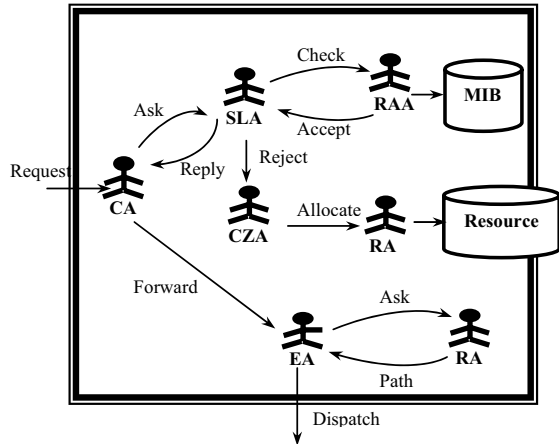 Check
RAA
MIB
Ask
SLA
Accept
Reply
Reject
Request
CA
CZA
Allocate
RA
Resource
Forward
Ask
EA
RA
Path
Dispatch